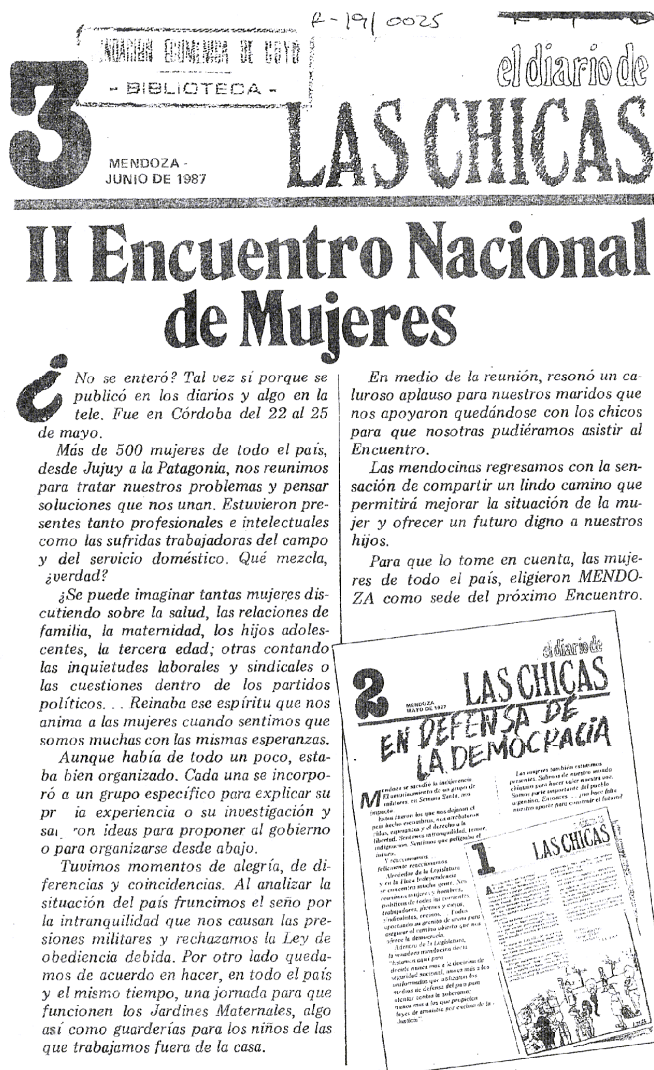 R-19/0025
ECUMENICA DE CUYO
- BIBLIOTECA -
3
MENDOZA -
JUNIO DE 1987
el diario de
LAS CHICAS
II Encuentro Nacional
de Mujeres
¿No se enteró? Tal vez sí porque se
publicó en los diarios y algo en la
tele. Fue en Córdoba del 22 al 25
de mayo.
Más de 500 mujeres de todo el país,
desde Jujuy a la Patagonia, nos reunimos
para tratar nuestros problemas y pensar
soluciones que nos unan. Estuvieron pre-
sentes tanto profesionales e intelectuales
como las sufridas trabajadoras del campo
y del servicio doméstico. Qué mezcla,
¿verdad?
¿Se puede imaginar tantas mujeres dis-
cutiendo sobre la salud, las relaciones de
familia, la maternidad, los hijos adoles-
centes, la tercera edad; otras contando
las inquietudes laborales y sindicales o
las cuestiones dentro de los partidos
políticos. . . Reinaba ese espíritu que nos
anima a las mujeres cuando sentimos que
somos muchas con las mismas esperanzas.
Aunque había de todo un poco, esta-
ba bien organizado. Cada una se incorpo-
ró a un grupo específico para explicar su
pr ia experiencia o su investigación y
sa on ideas para proponer al gobierno
o para organizarse desde abajo.
Tuvimos momentos de alegría, de di-
ferencias y coincidencias. Al analizar la
situación del país fruncimos el seño por
la intranquilidad que nos causan las pre-
siones militares y rechazamos la Ley de
obediencia debida. Por otro lado queda-
mos de acuerdo en hacer, en todo el país
y el mismo tiempo, una jornada para que
funcionen los Jardines Maternales, algo
así como guarderías para los niños de las
que trabajamos fuera de la casa.
En medio de la reunión, resonó un ca-
luroso aplauso para nuestros maridos que
nos apoyaron quedándose con los chicos
para que nosotras pudiéramos asistir al
Encuentro.
Las mendocinas regresamos con la sen-
sación de compartir un lindo camino que
permitirá mejorar la situación de la mu-
jer y ofrecer un futuro digno a nuestros
hijos.
Para que lo tome en cuenta, las muje-
res de todo el país, eligieron MENDO-
ZA como sede del próximo Encuentro.
2
MENDOZA
MAYO DE 1987
el diario de
LAS CHICAS
EN DEFENSA DE
LA DEMOCRACIA
1
LAS CHICAS